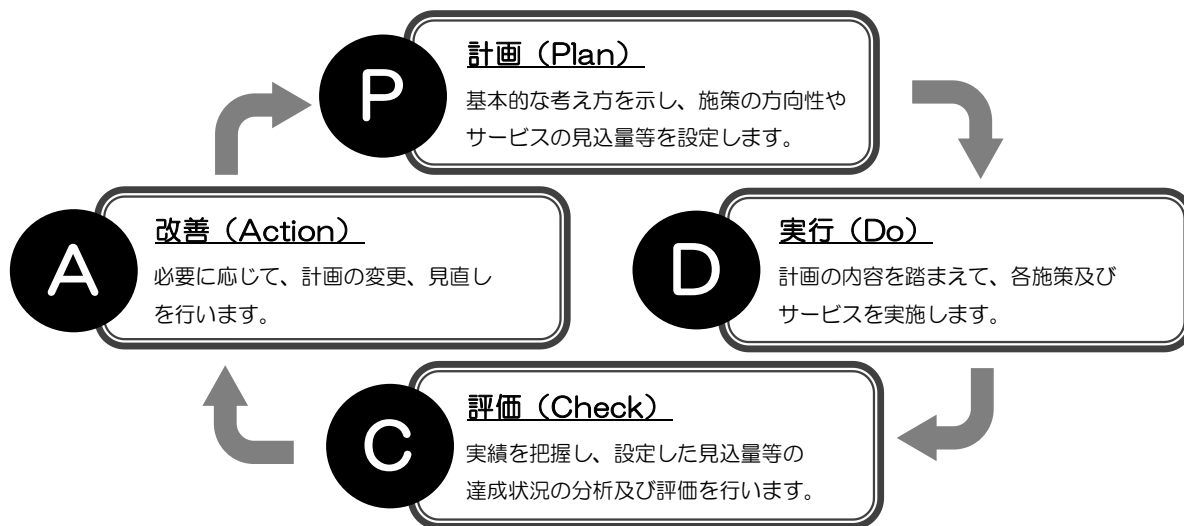 P
計画（Plan）
基本的な考え方を示し、施策の方向性や
サービスの見込量等を設定します。
A
改善（Action）
必要に応じて、計画の変更、見直し
を行います。
D
実行（Do）
計画の内容を踏まえて、各施策及び
サービスを実施します。
C
評価（Check）
実績を把握し、設定した見込量等の
達成状況の分析及び評価を行います。